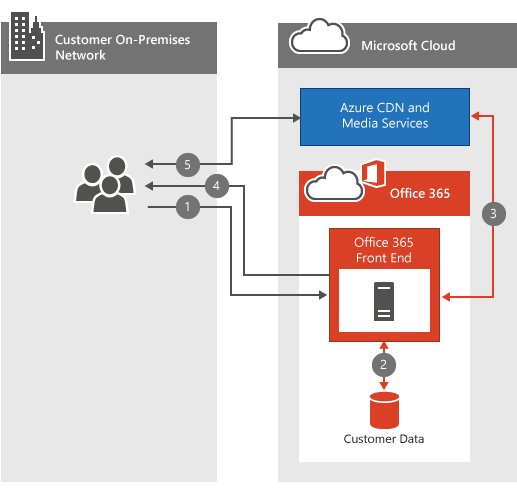 Customer On-Premises
Network
Microsoft Cloud
Azure CDN and
Media Services
5
4
1
Office 365
3
Office 365
Front End
2
Customer Data